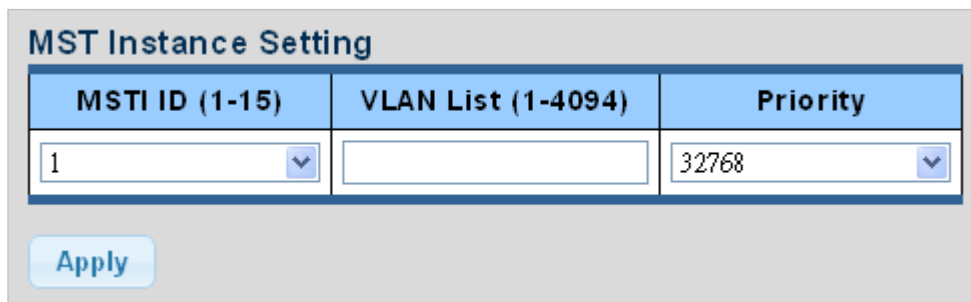 MST Instance Setting
MSTI ID (1-15) VLAN List (1-4094) Priority
1 32768
Apply